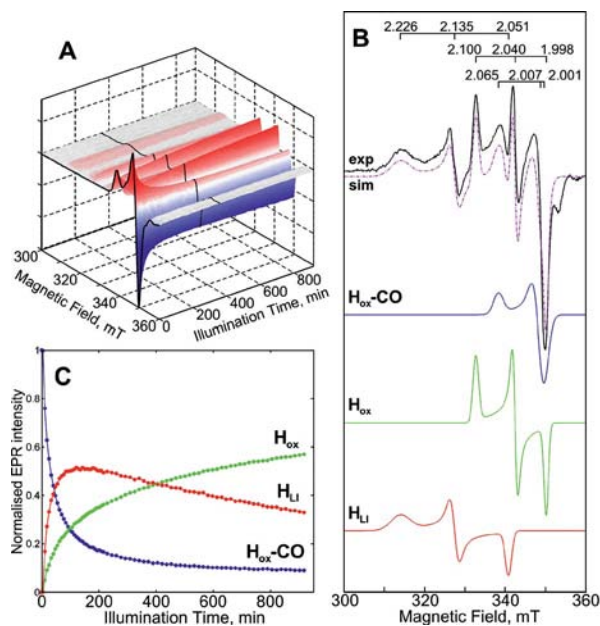 A
300
320
340
360
Magnetic Field, mT
0
200
400
600
800
Illumination Time, min
B
2.226 2.135 2.051
2.100 2.040 1.998
2.065 2.007 2.001
exp
sim
Hox-CO
Hox
HLI
300 320 340 360
Magnetic Field, mT
C
Normalised EPR intensity
1
0.8
0.6
0.4
0.2
0
Hox
HLI
Hox-CO
0 200 400 600 800
Illumination Time, min